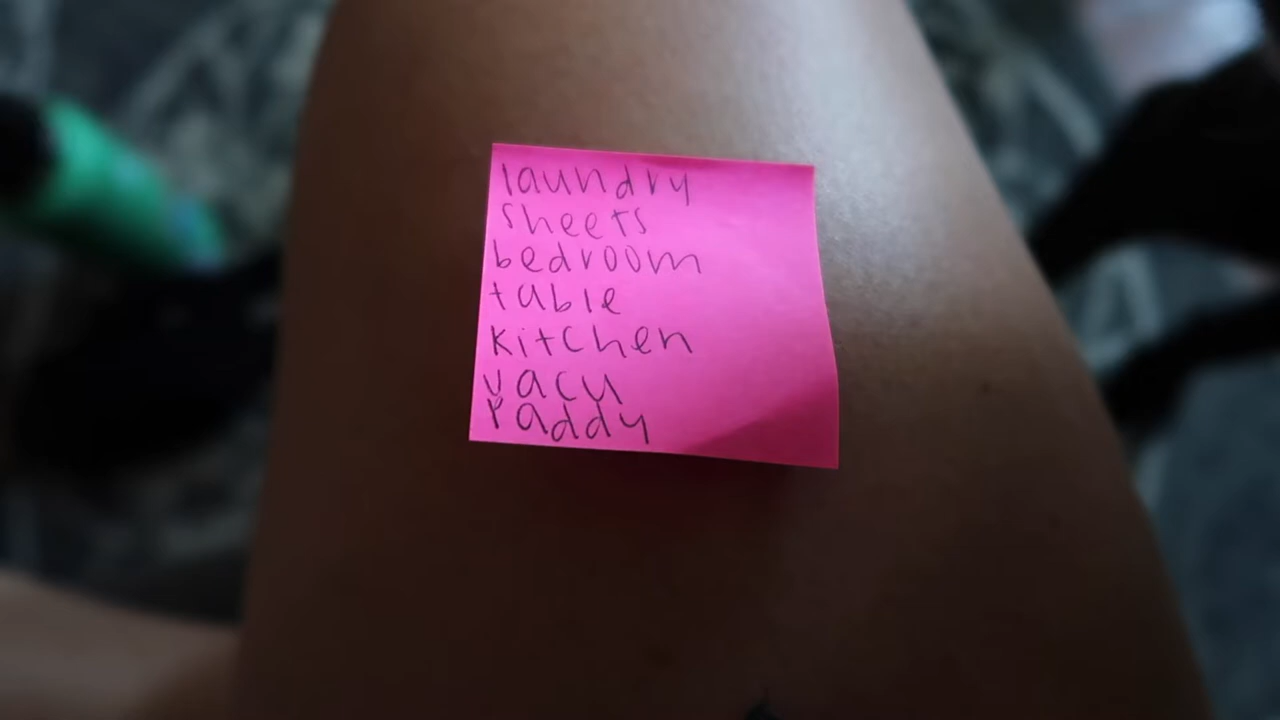 laundry
sheets
bedroom
table
kitchen
vacu
Paddy